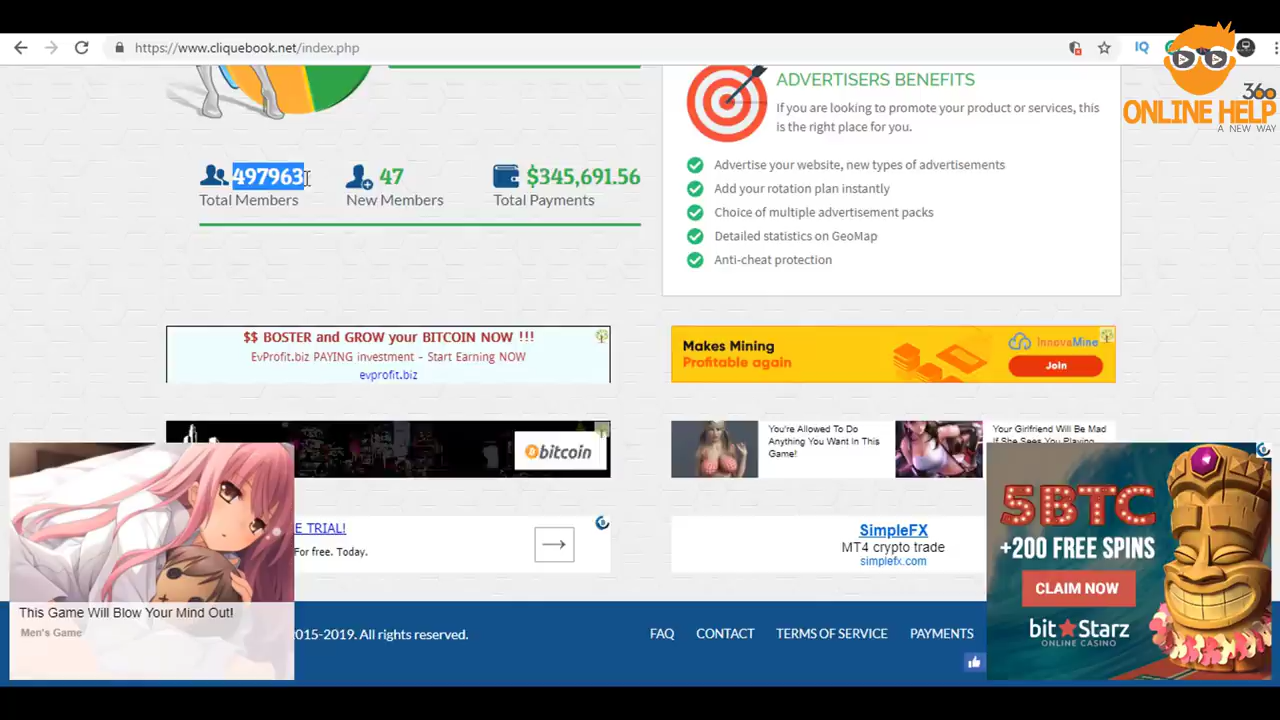 https://www.cliquebook.net/index.php
IQ
360
ONLINE HELP
A NEW WAY
ADVERTISERS BENEFITS
If you are looking to promote your product or services, this
is the right place for you.
497963
Total Members
47
New Members
$345,691.56
Total Payments
Advertise your website, new types of advertisements
Add your rotation plan instantly
Choice of multiple advertisement packs
Detailed statistics on GeoMap
Anti-cheat protection
$$ BOSTER and GROW your BITCOIN NOW !!!
EvProfit.biz PAYING investment - Start Earning NOW
evprofit.biz
Makes Mining
Profitable again
InnovaMine
Join
bitcoin
You're Allowed To Do
Anything You Want In This
Game!
Your Girlfriend Will Be Mad
If She Sees You Playing
E TRIAL!
For free. Today.
SimpleFX
MT4 crypto trade
simplefx.com
5BTC
+200 FREE SPINS
CLAIM NOW
bitStarz
ONLINE CASINO
This Game Will Blow Your Mind Out!
Men's Game
2015-2019. All rights reserved.
FAQ
CONTACT
TERMS OF SERVICE
PAYMENTS